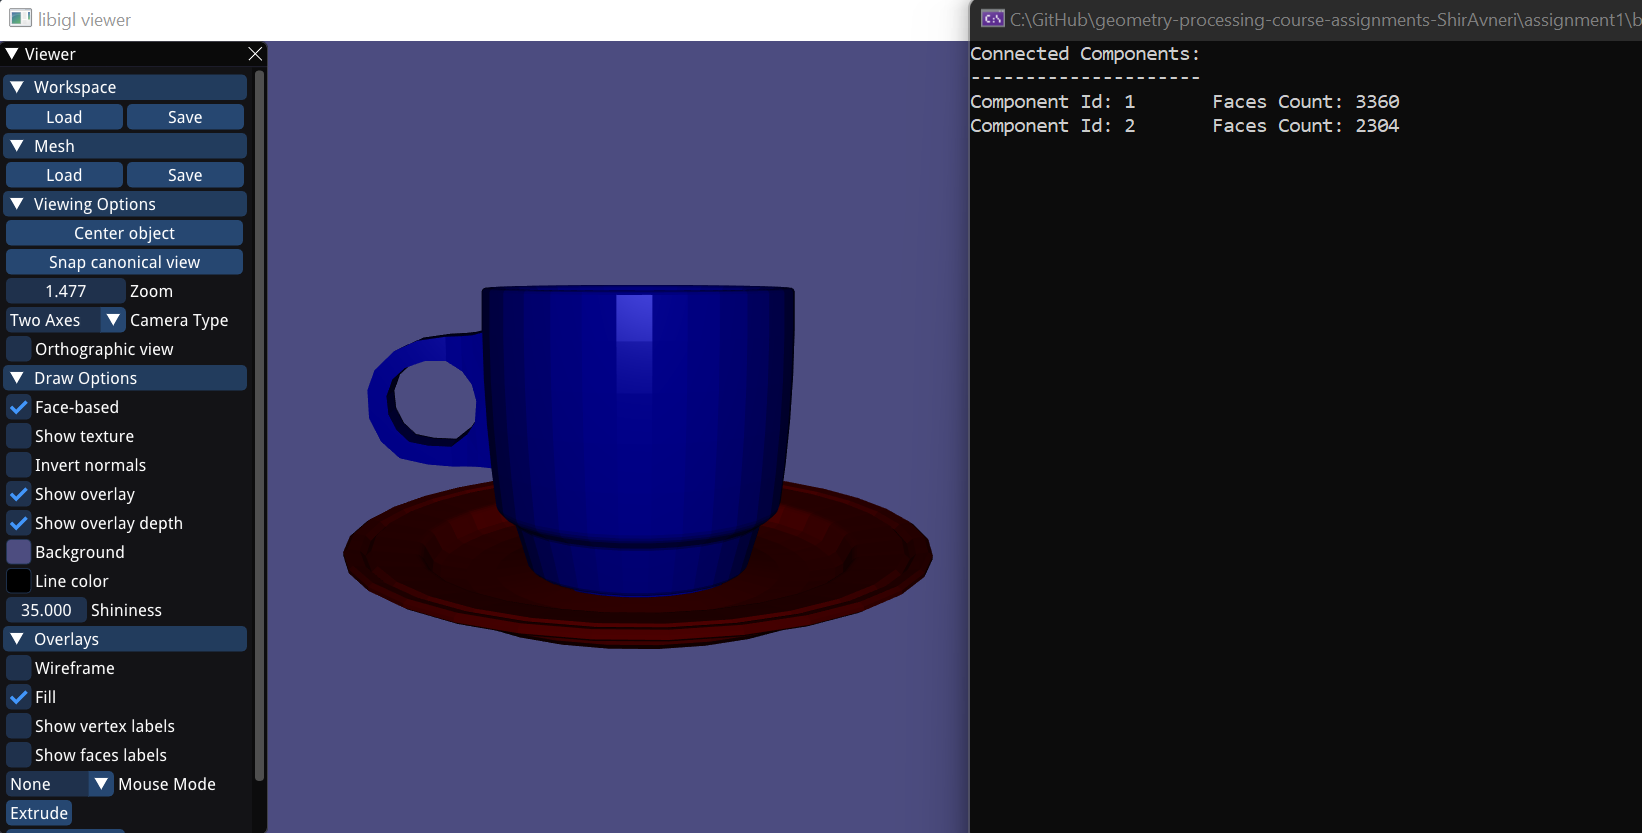 libigl viewer
C:\GitHub\geometry-processing-course-assignments-ShirAvneri\assignment1\b
Viewer
Workspace
Load Save
Mesh
Load Save
Viewing Options
Center object
Snap canonical view
1.477 Zoom
Two Axes Camera Type
Orthographic view
Draw Options
Face-based
Show texture
Invert normals
Show overlay
Show overlay depth
Background
Line color
35.000 Shininess
Overlays
Wireframe
Fill
Show vertex labels
Show faces labels
None Mouse Mode
Extrude
Connected Components:
---------------------
Component Id: 1 Faces Count: 3360
Component Id: 2 Faces Count: 2304